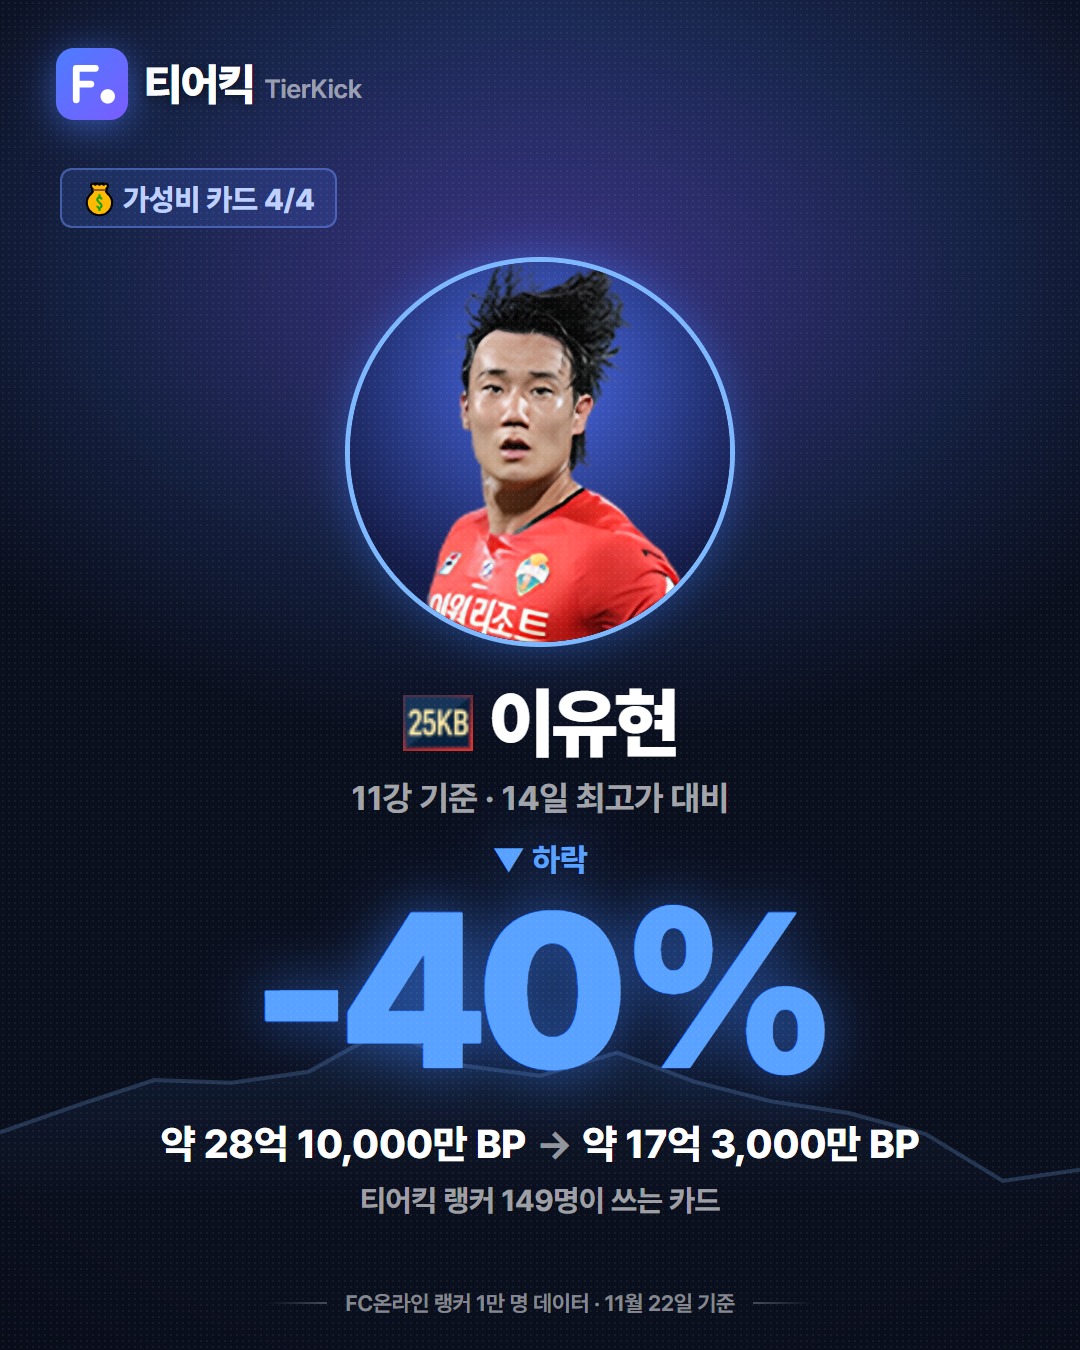 F. 티어킥 TierKick
가성비 카드 4/4
이원리조트
25KB 이유현
11강 기준 · 14일 최고가 대비
▼ 하락
-40%
약 28억 10,000만 BP → 약 17억 3,000만 BP
티어킥 랭커 149명이 쓰는 카드
FC온라인 랭커 1만 명 데이터 · 11월 22일 기준